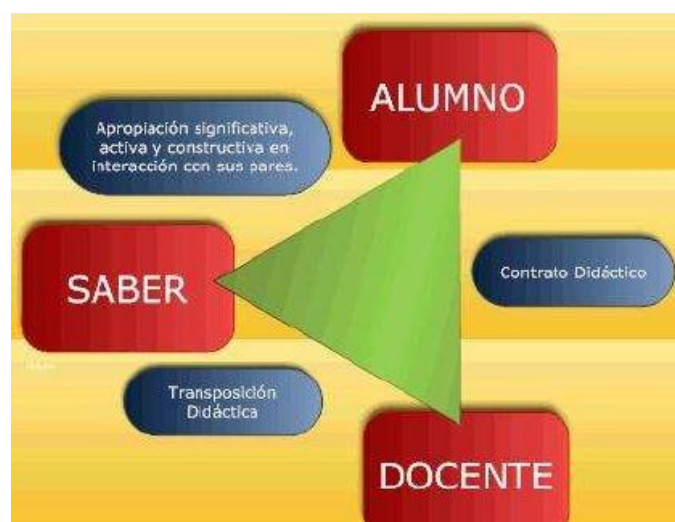 ALUMNO
Apropiación significativa,
activa y constructiva en
interacción con sus pares.
SABER
Contrato Didáctico
Transposición
Didáctica
DOCENTE